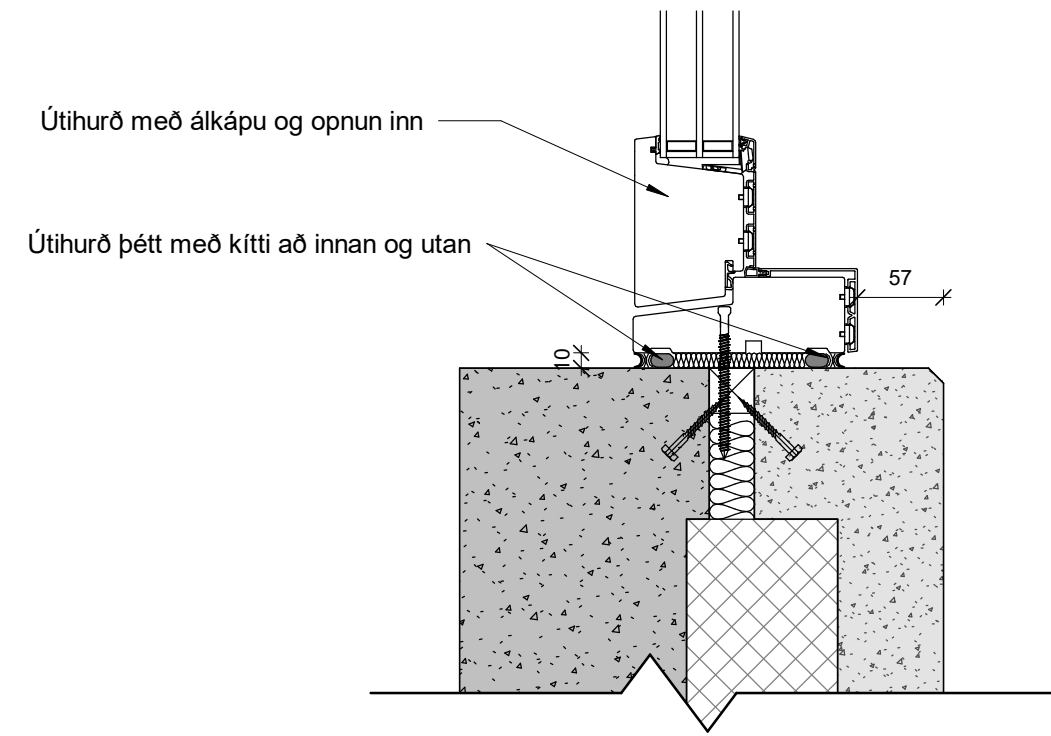 Útihurð með álkápu og opnun inn
Útihurð þétt með kítti að innan og utan
57
10